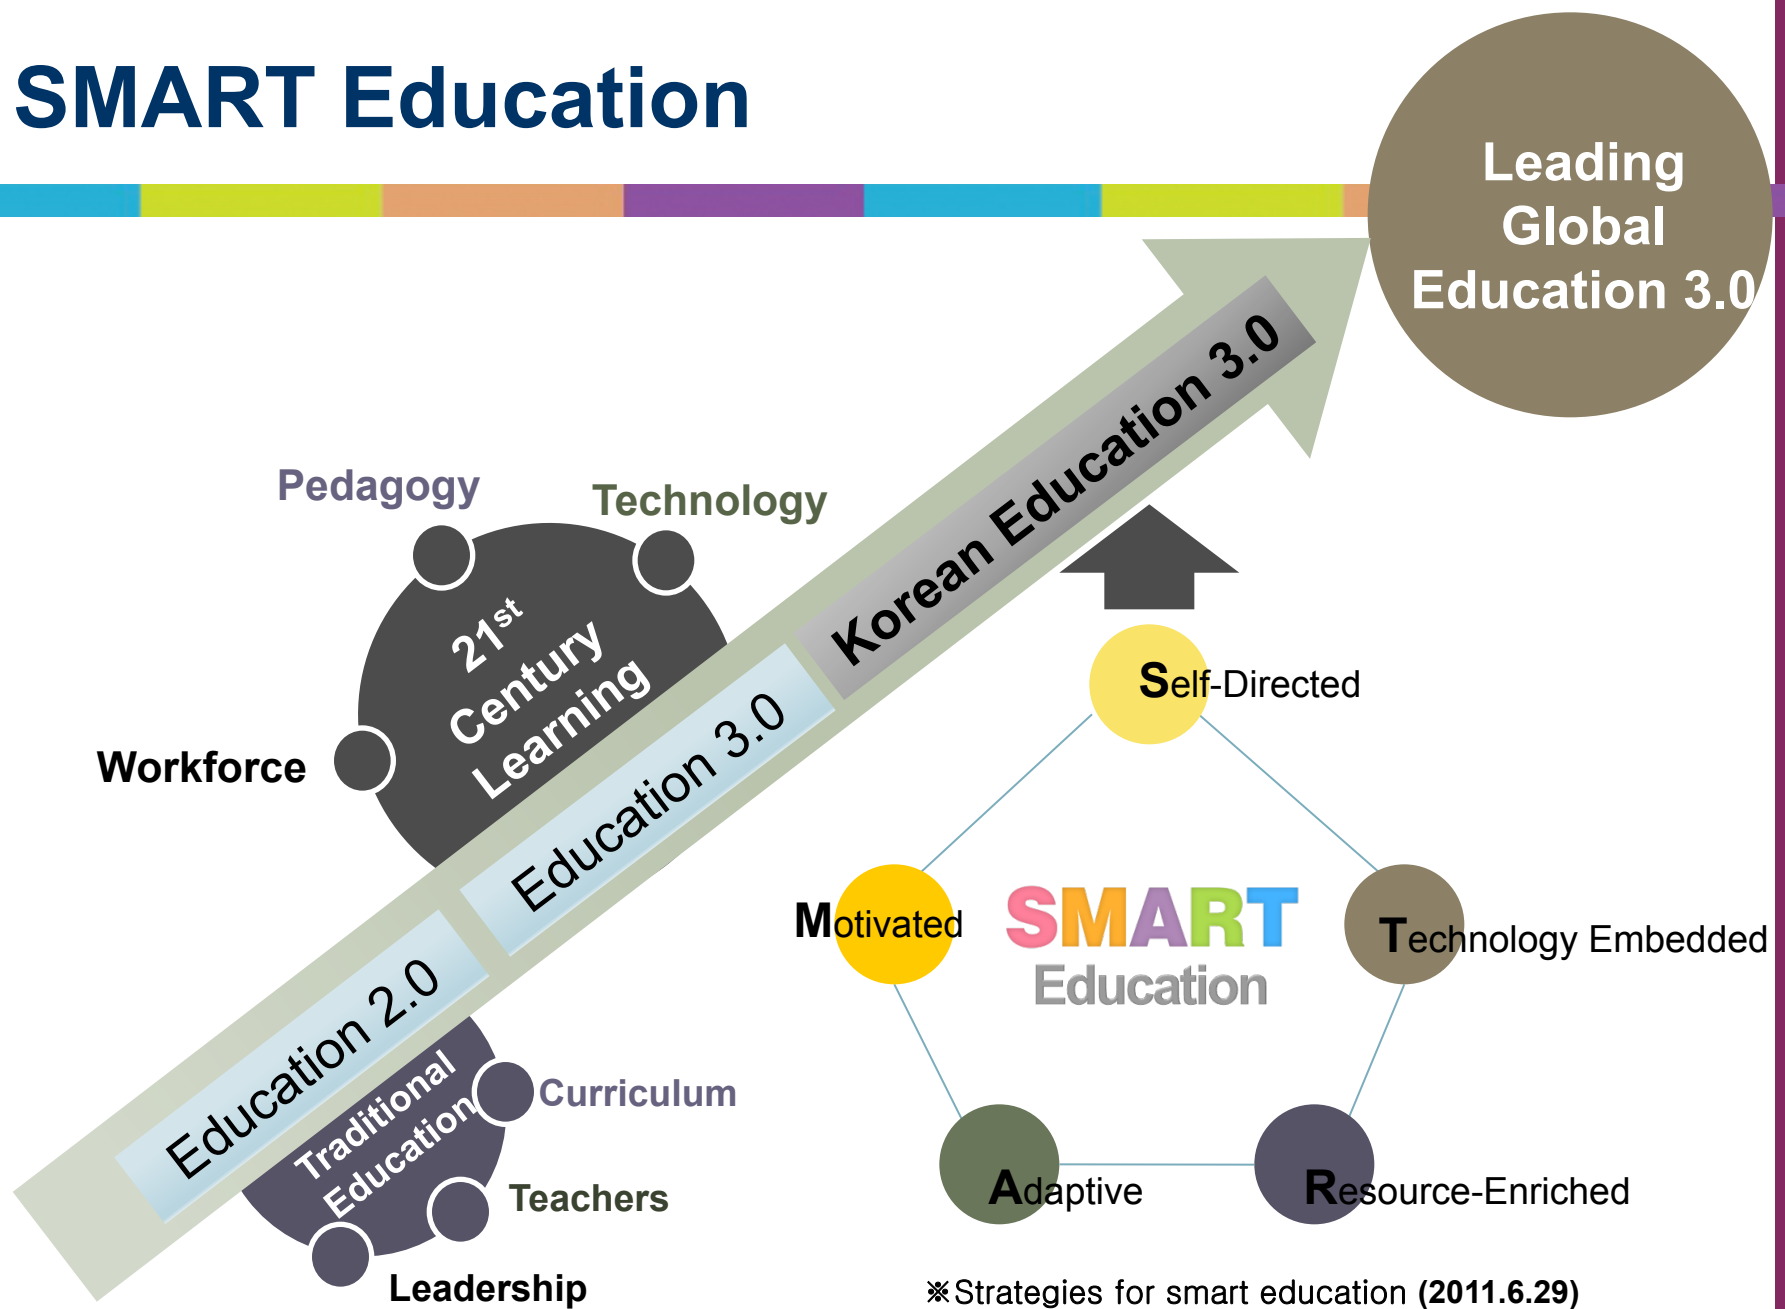 SMART Education
Leading
Global
Education 3.0
Korean Education 3.0
Pedagogy
Technology
21st
Century
Learning
Workforce
Education 3.0
Education 2.0
Traditional
Education
Curriculum
Teachers
Leadership
Self-Directed
Motivated
SMART
Education
Technology Embedded
Adaptive
Resource-Enriched
※Strategies for smart education (2011.6.29)